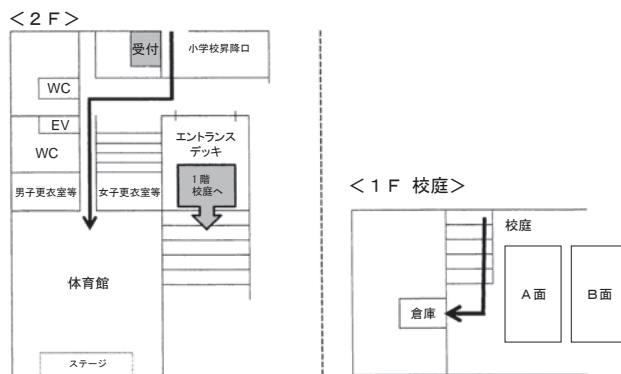 ＜２Ｆ＞
受付
小学校昇降口
WC
EV
WC
エントランス
デッキ
１階
校庭へ
男子更衣室等
女子更衣室等
体育館
ステージ
＜１Ｆ 校庭＞
校庭
Ａ面
Ｂ面
倉庫